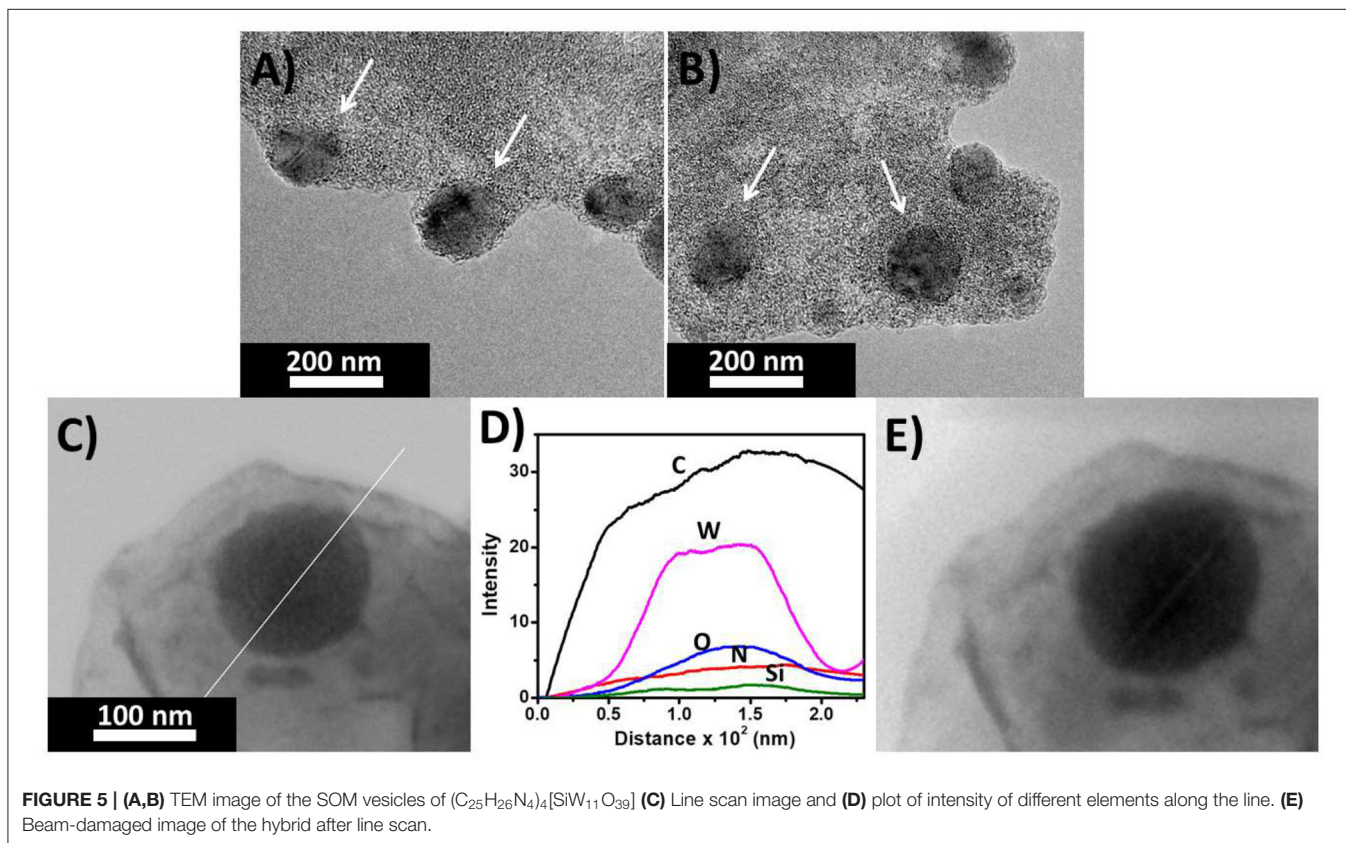 A)
B)
200 nm
200 nm
C)
100 nm
D)
C
W
O
N
Si
Intensity
30
20
10
0
0.0 0.5 1.0 1.5 2.0
Distance x 10² (nm)
E)
FIGURE 5 | (A,B) TEM image of the SOM vesicles of (C₂₅H₂₆N₄)₄[SiW₁₁O₃₉] (C) Line scan image and (D) plot of intensity of different elements along the line. (E)
Beam-damaged image of the hybrid after line scan.